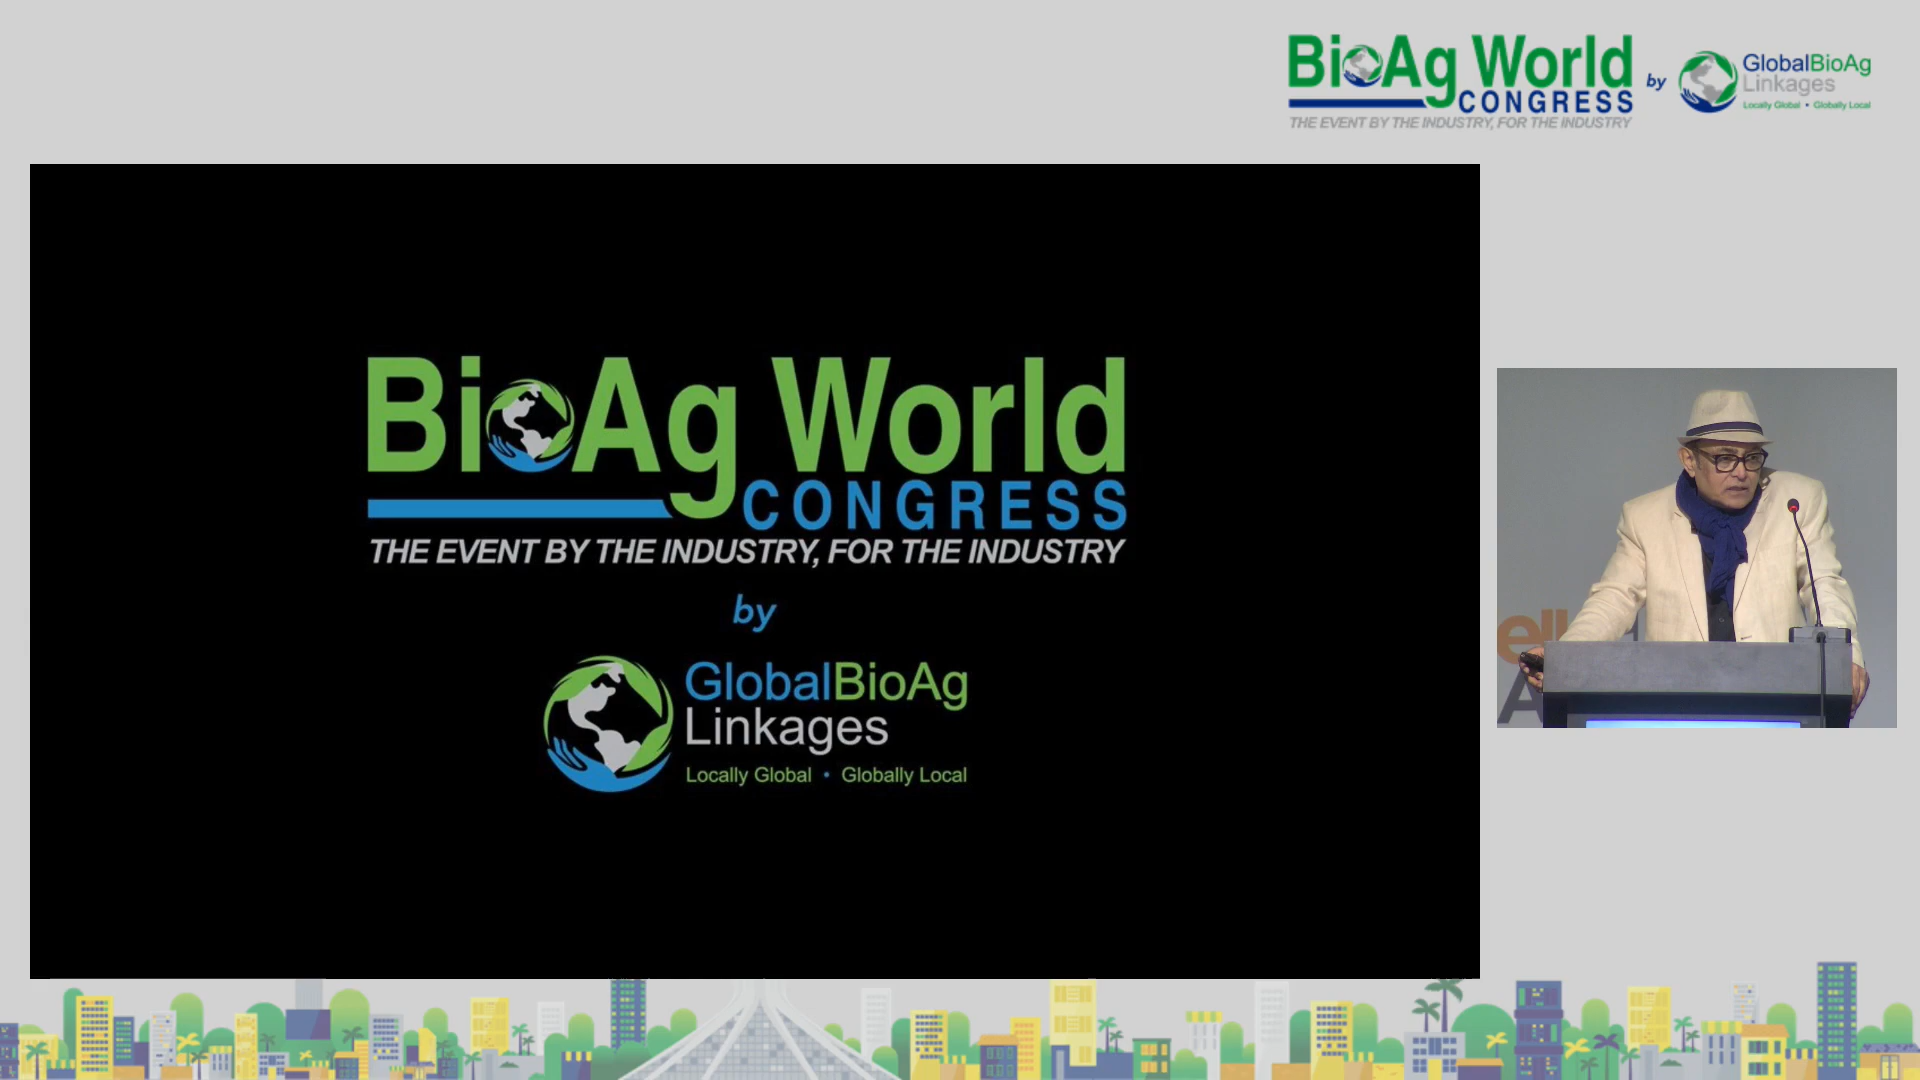 BioAg World
CONGRESS
THE EVENT BY THE INDUSTRY, FOR THE INDUSTRY
by
GlobalBioAg
Linkages
Locally Global • Globally Local
BioAg World
CONGRESS
THE EVENT BY THE INDUSTRY, FOR THE INDUSTRY
by
GlobalBioAg
Linkages
Locally Global • Globally Local